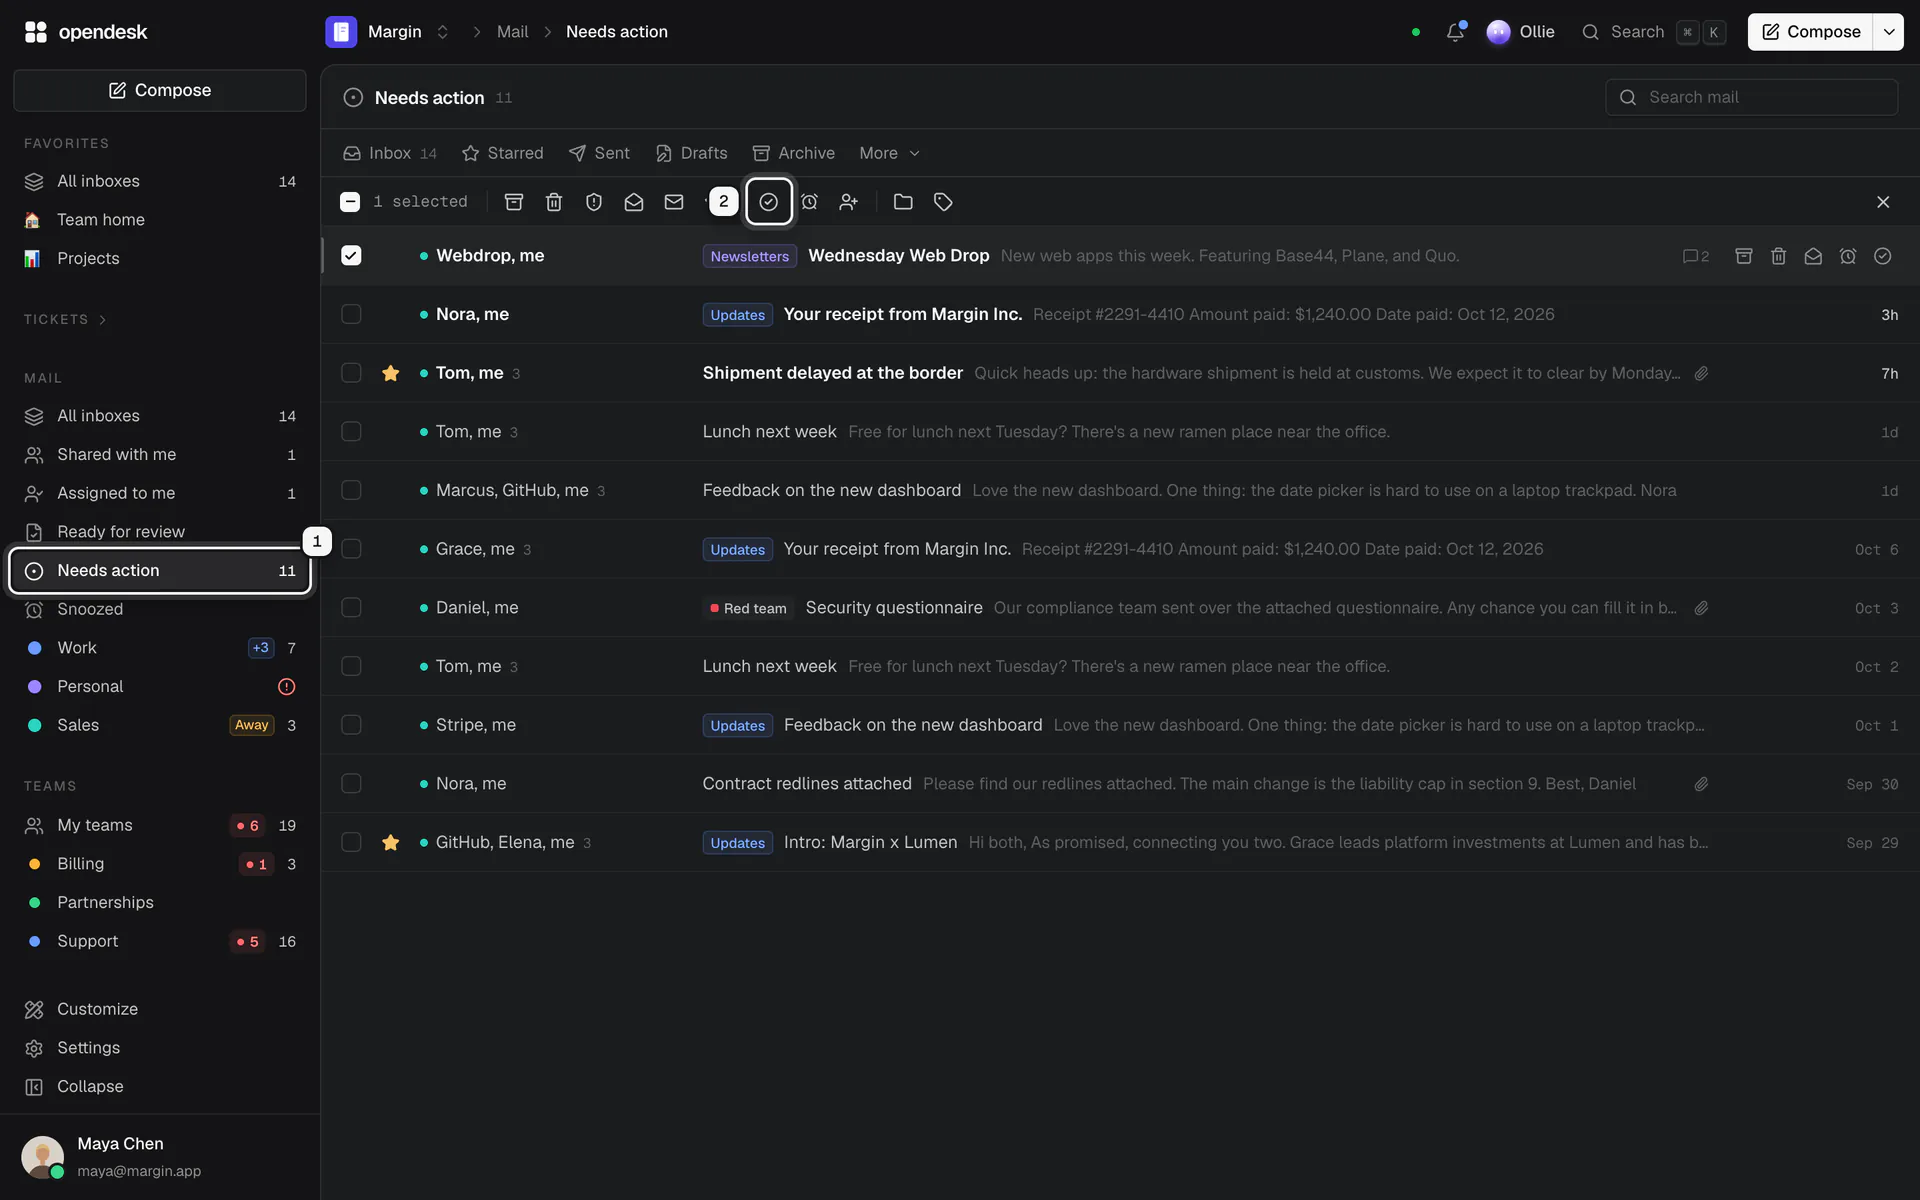 opendesk
Margin
Mail
Needs action
Ollie
Search
⌘
K
Compose
Compose
FAVORITES
All inboxes 14
Team home
Projects
TICKETS
MAIL
All inboxes 14
Shared with me 1
Assigned to me 1
Ready for review
1
Needs action 11
Snoozed
Work +3 7
Personal
Sales Away 3
TEAMS
My teams 6 19
Billing 1 3
Partnerships
Support 5 16
Customize
Settings
Collapse
Maya Chen
maya@margin.app
Needs action 11
Search mail
Inbox 14 Starred Sent Drafts Archive More
1 selected
2
Webdrop, me Newsletters Wednesday Web Drop New web apps this week. Featuring Base44, Plane, and Quo. 2
Nora, me Updates Your receipt from Margin Inc. Receipt #2291-4410 Amount paid: $1,240.00 Date paid: Oct 12, 2026 3h
Tom, me 3 Shipment delayed at the border Quick heads up: the hardware shipment is held at customs. We expect it to clear by Monday... 7h
Tom, me 3 Lunch next week Free for lunch next Tuesday? There's a new ramen place near the office. 1d
Marcus, GitHub, me 3 Feedback on the new dashboard Love the new dashboard. One thing: the date picker is hard to use on a laptop trackpad. Nora 1d
Grace, me 3 Updates Your receipt from Margin Inc. Receipt #2291-4410 Amount paid: $1,240.00 Date paid: Oct 12, 2026 Oct 6
Daniel, me Red team Security questionnaire Our compliance team sent over the attached questionnaire. Any chance you can fill it in b... Oct 3
Tom, me 3 Lunch next week Free for lunch next Tuesday? There's a new ramen place near the office. Oct 2
Stripe, me Updates Feedback on the new dashboard Love the new dashboard. One thing: the date picker is hard to use on a laptop trackp... Oct 1
Nora, me Contract redlines attached Please find our redlines attached. The main change is the liability cap in section 9. Best, Daniel Sep 30
GitHub, Elena, me 3 Updates Intro: Margin x Lumen Hi both, As promised, connecting you two. Grace leads platform investments at Lumen and has b... Sep 29